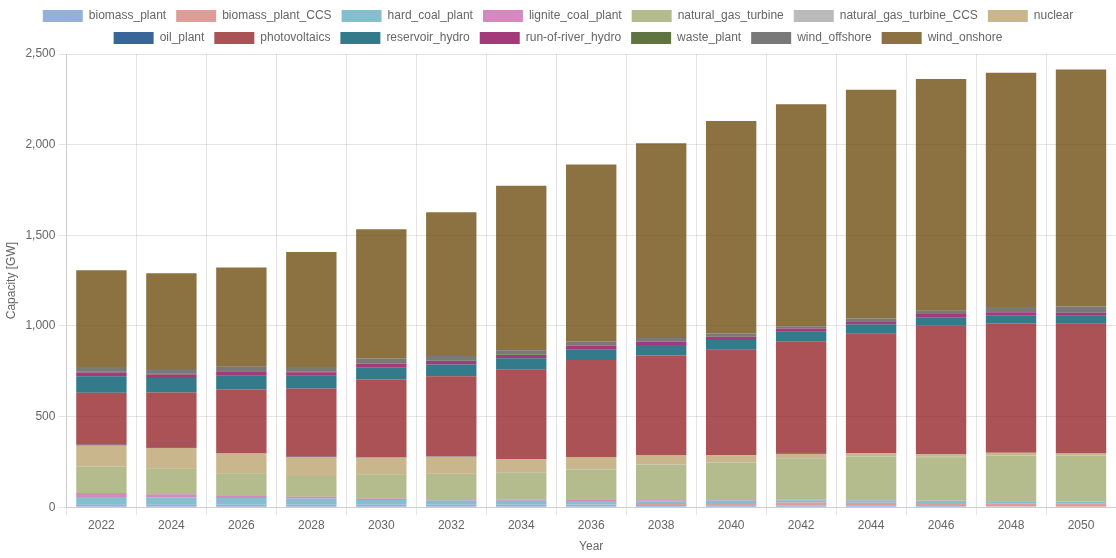 biomass_plant biomass_plant_CCS hard_coal_plant lignite_coal_plant natural_gas_turbine natural_gas_turbine_CCS nuclear
oil_plant photovoltaics reservoir_hydro run-of-river_hydro waste_plant wind_offshore wind_onshore
2,500
2,000
1,500
1,000
500
0
Capacity [GW]
2022 2024 2026 2028 2030 2032 2034 2036 2038 2040 2042 2044 2046 2048 2050
Year